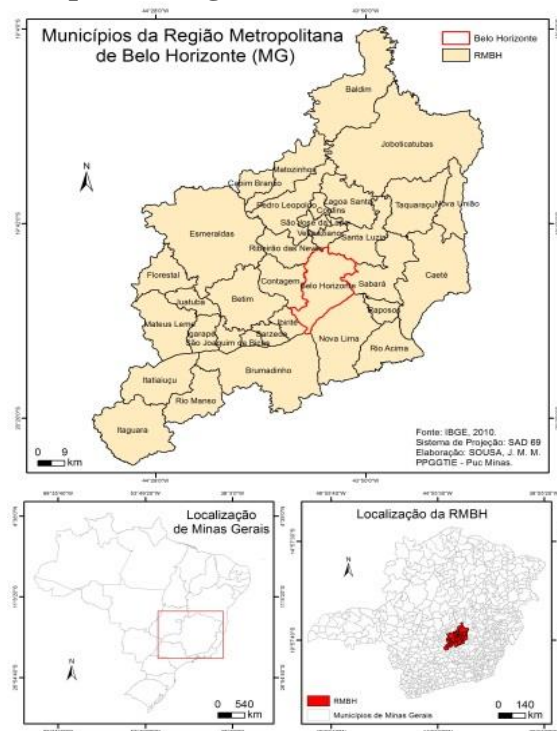 Municípios da Região Metropolitana
de Belo Horizonte (MG)
Belo Horizonte
RMBH
Baldim
Jaboticatubas
Matozinhos
Capim Branco
Lagoa Santa
Pedro Leopoldo
Confins
Taquaraçu
Nova União
São José da Lapa
Vespasiano
Esmeraldas
Santa Luzia
Ribeirão das Neves
Florestal
Contagem
Caeté
Belo Horizonte
Sabará
Juatuba
Betim
Mateus Leme
Raposos
Ibirité
Igarapé
Sarzedo
São Joaquim de Bicas
Nova Lima
Rio Acima
Itatiaiuçu
Brumadinho
Rio Manso
Itaguara
N
0 9
km
Fonte: IBGE, 2010.
Sistema de Projeção: SAD 69
Elaboração: SOUSA, J. M. M.
PPGGTIE - Puc Minas.
Localização
de Minas Gerais
N
0 540
km
Localização da RMBH
N
RMBH
Municípios de Minas Gerais
0 140
km